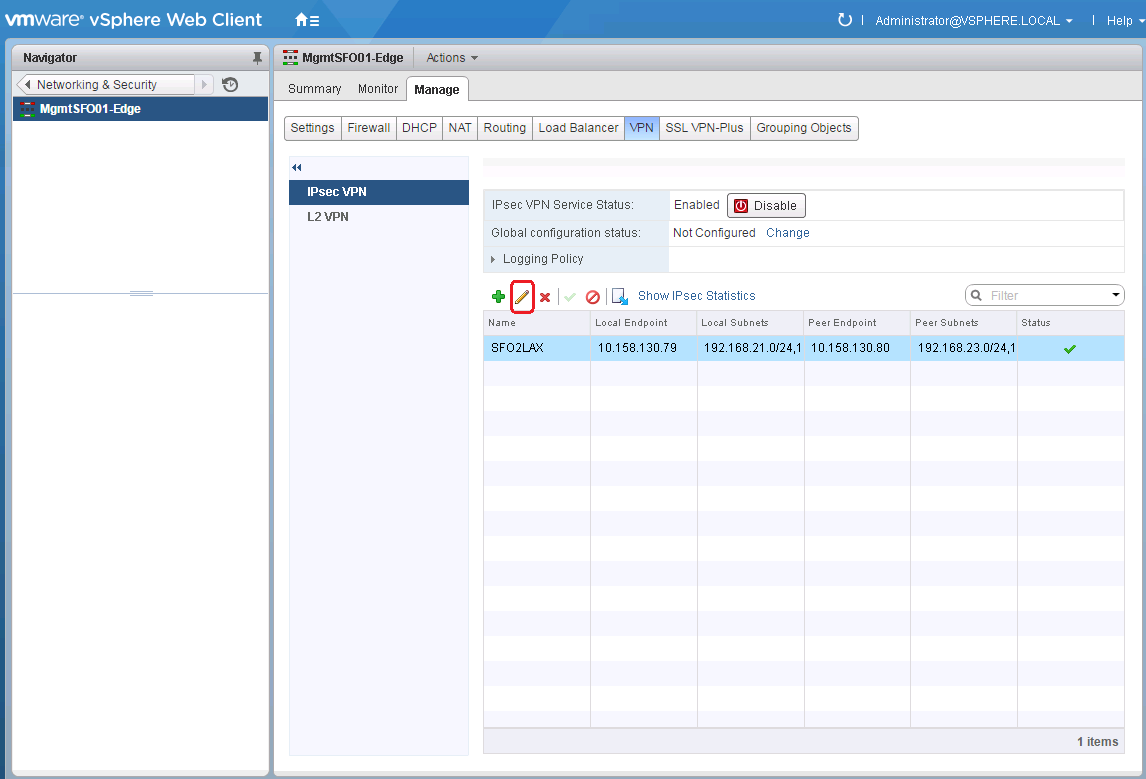 vmware® vSphere Web Client
Administrator@VSPHERE.LOCAL
Help
Navigator
Networking & Security
MgmtSFO01-Edge
MgmtSFO01-Edge
Actions
Summary
Monitor
Manage
Settings
Firewall
DHCP
NAT
Routing
Load Balancer
VPN
SSL VPN-Plus
Grouping Objects
IPsec VPN
L2 VPN
IPsec VPN Service Status:
Enabled
Disable
Global configuration status:
Not Configured
Change
Logging Policy
Show IPsec Statistics
Filter
Name
Local Endpoint
Local Subnets
Peer Endpoint
Peer Subnets
Status
SFO2LAX
10.158.130.79
192.168.21.0/24,1
10.158.130.80
192.168.23.0/24,1
1 items